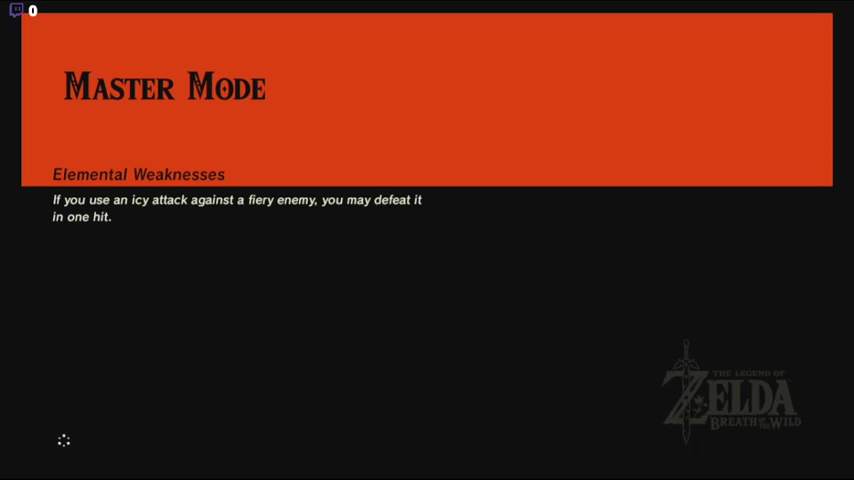 0
Master Mode
Elemental Weaknesses
If you use an icy attack against a fiery enemy, you may defeat it
in one hit.
THE LEGEND OF
ZELDA
BREATH OF THE WILD